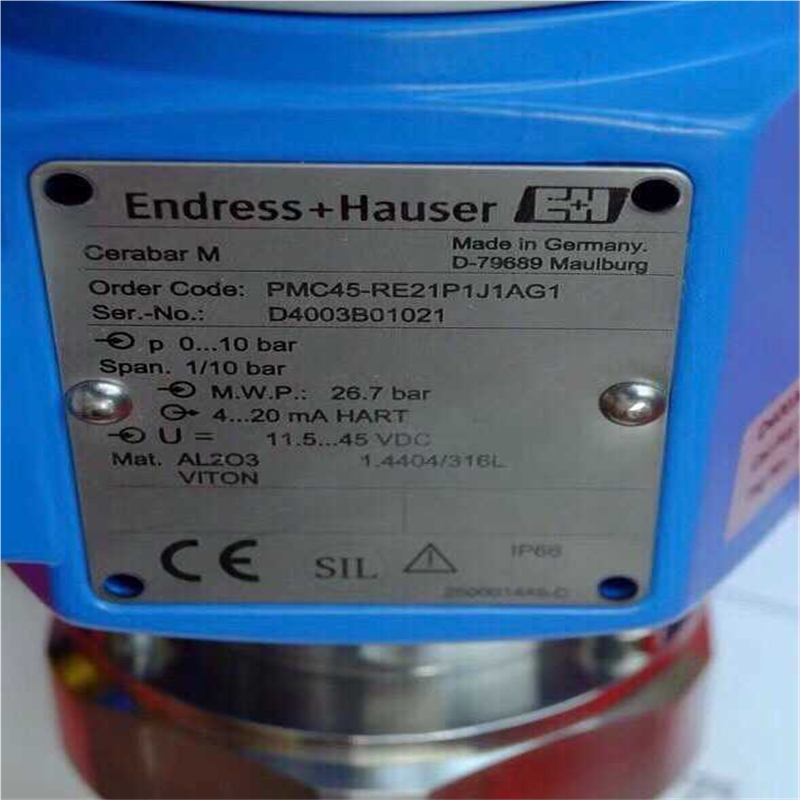 Endress+Hauser E+H
Cerabar M
Made in Germany.
D-79689 Maulburg
Order Code: PMC45-RE21P1J1AG1
Ser.-No.: D4003B01021
p 0...10 bar
Span. 1/10 bar
M.W.P.: 26.7 bar
4...20 mA HART
U = 11.5...45 VDC
Mat. AL2O3 1.4404/316L
VITON
CE SIL IP66